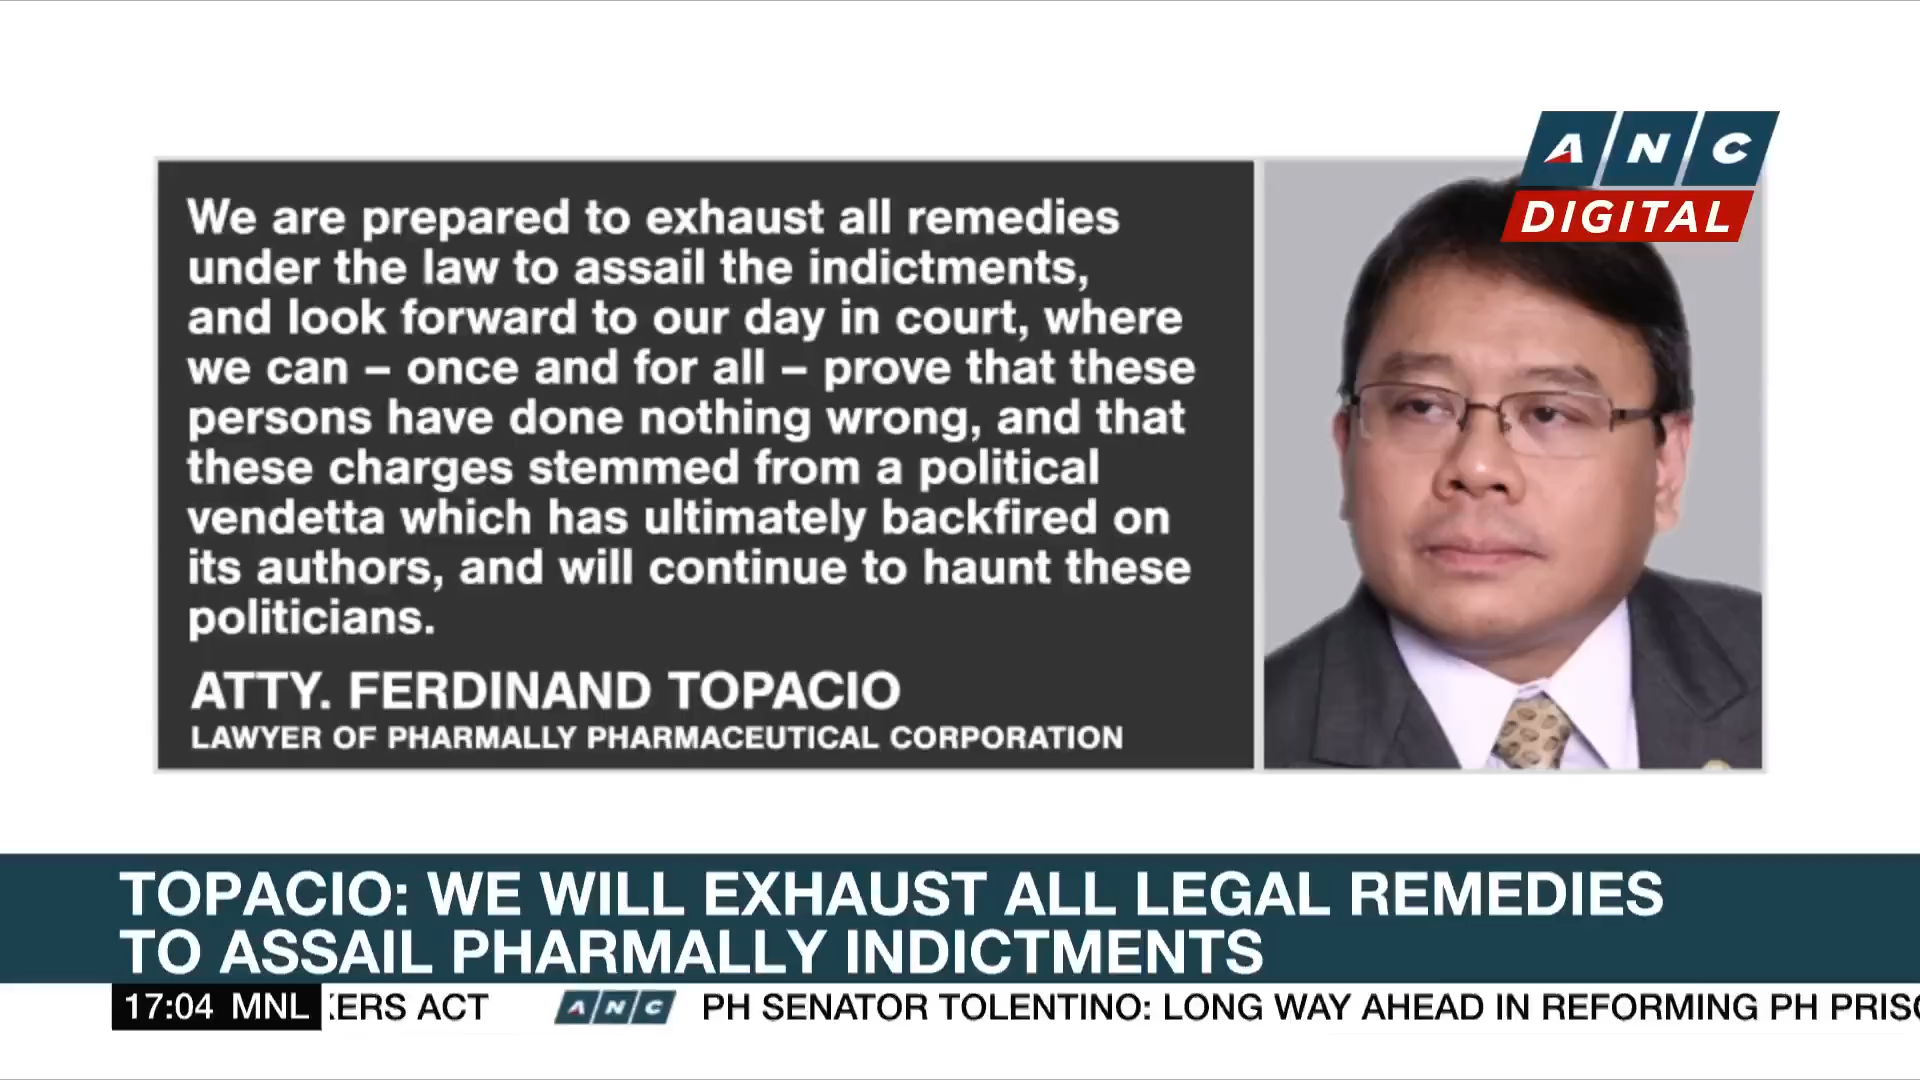 ANC
DIGITAL
We are prepared to exhaust all remedies
under the law to assail the indictments,
and look forward to our day in court, where
we can – once and for all – prove that these
persons have done nothing wrong, and that
these charges stemmed from a political
vendetta which has ultimately backfired on
its authors, and will continue to haunt these
politicians.
ATTY. FERDINAND TOPACIO
LAWYER OF PHARMALLY PHARMACEUTICAL CORPORATION
TOPACIO: WE WILL EXHAUST ALL LEGAL REMEDIES
TO ASSAIL PHARMALLY INDICTMENTS
17:04 MNL KERS ACT ANC PH SENATOR TOLENTINO: LONG WAY AHEAD IN REFORMING PH PRISO